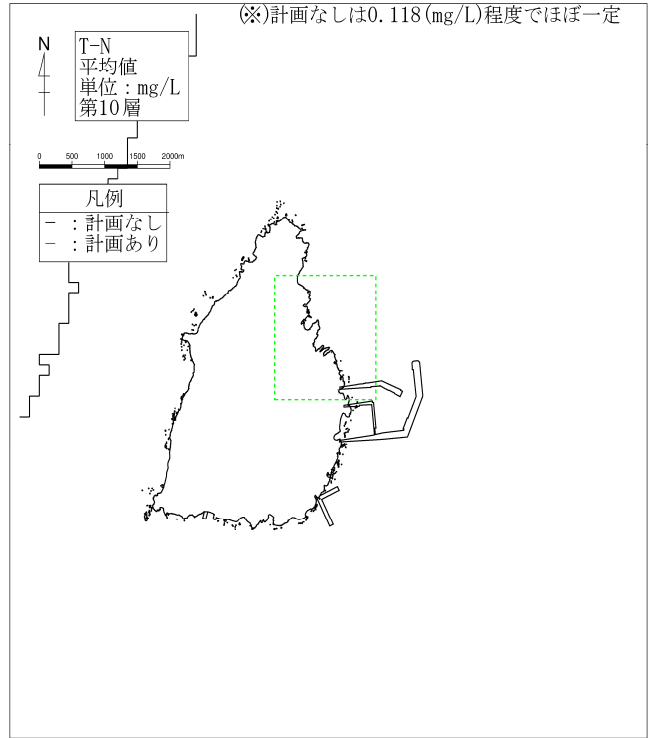 (※)計画なしは0.118(mg/L)程度でほぼ一定
N
T-N
平均値
単位：mg/L
第10層
0 500 1000 1500 2000m
凡例
－：計画なし
－：計画あり